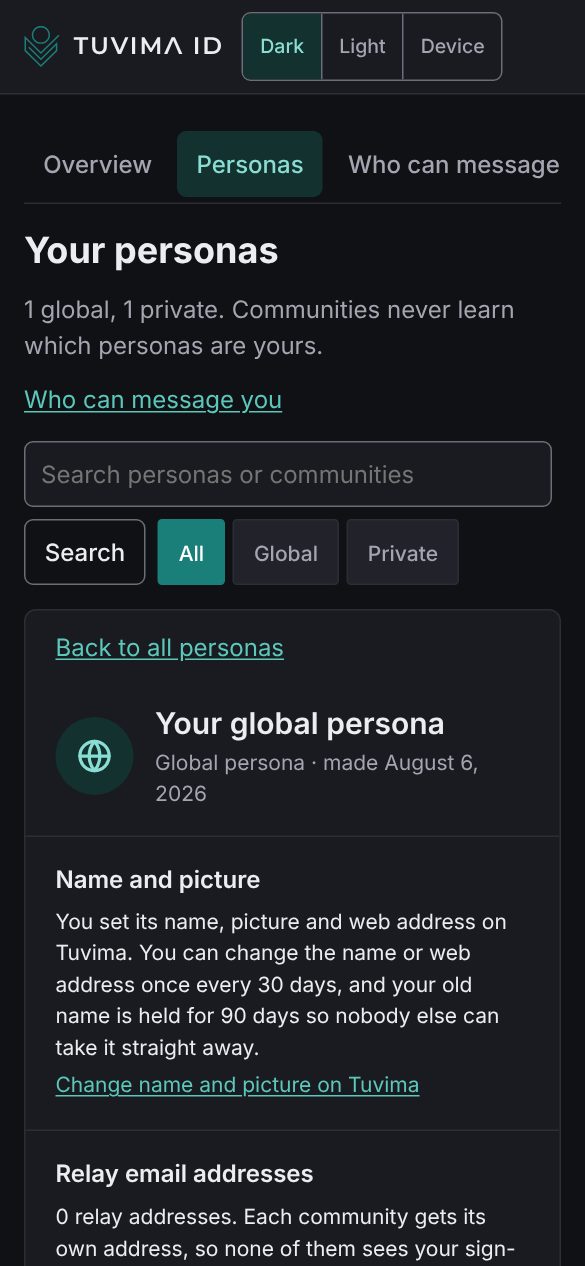 TUVIMA ID
Dark
Light
Device
Overview
Personas
Who can message
Your personas
1 global, 1 private. Communities never learn
which personas are yours.
Who can message you
Search personas or communities
Search
All
Global
Private
Back to all personas
Your global persona
Global persona · made August 6,
2026
Name and picture
You set its name, picture and web address on
Tuvima. You can change the name or web
address once every 30 days, and your old
name is held for 90 days so nobody else can
take it straight away.
Change name and picture on Tuvima
Relay email addresses
0 relay addresses. Each community gets its
own address, so none of them sees your sign-